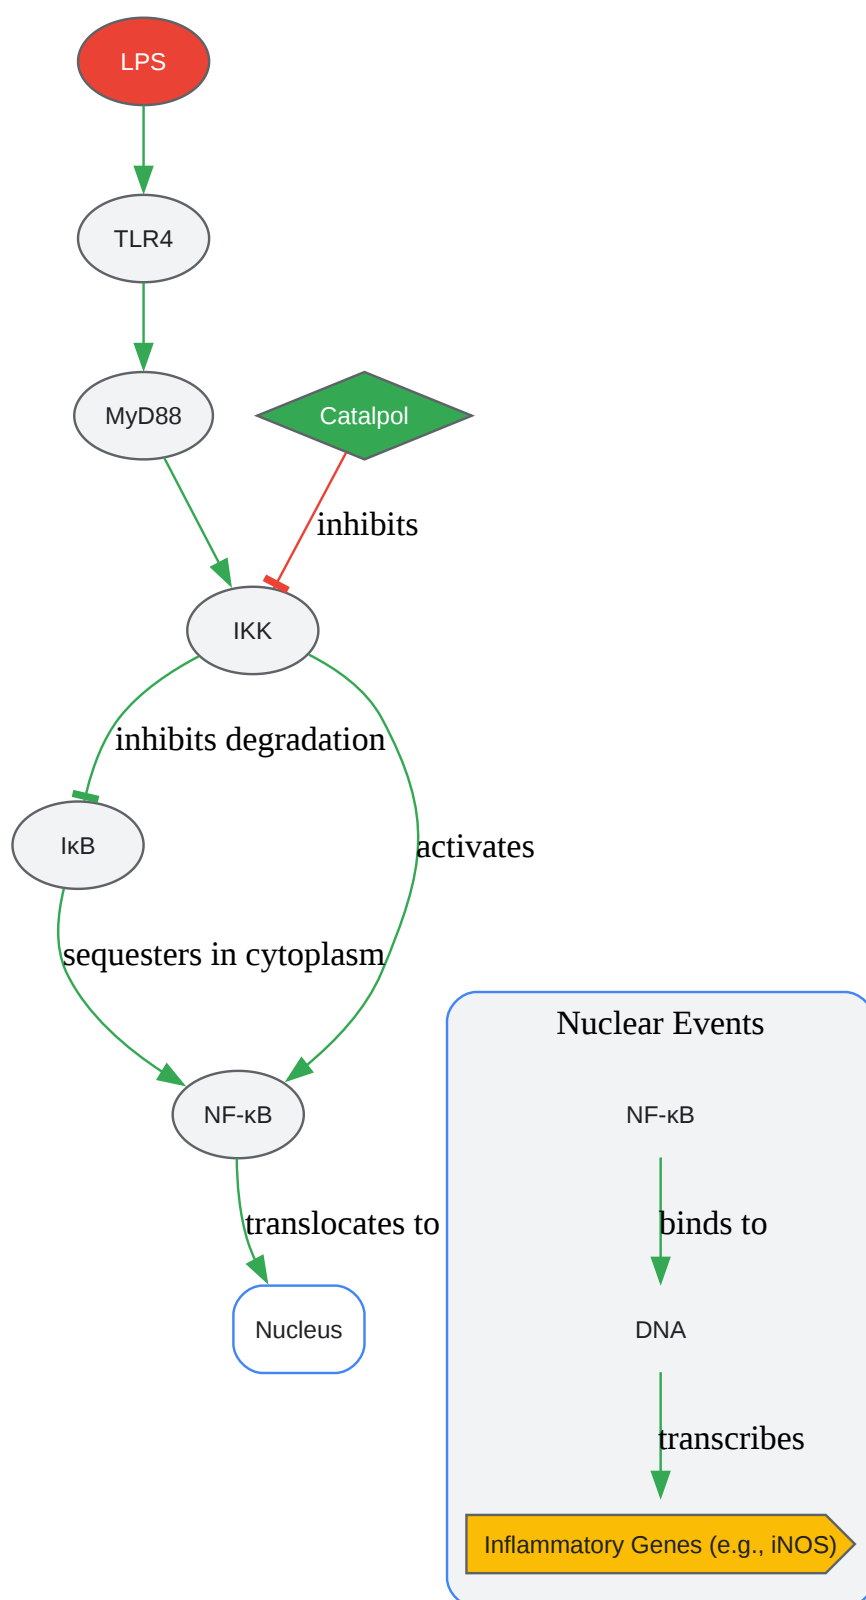 LPS
TLR4
MyD88
Catalpol
inhibits
IKK
inhibits degradation
IκB
activates
sequesters in cytoplasm
Nuclear Events
NF-κB
NF-κB
translocates to
binds to
Nucleus
DNA
transcribes
Inflammatory Genes (e.g., iNOS)